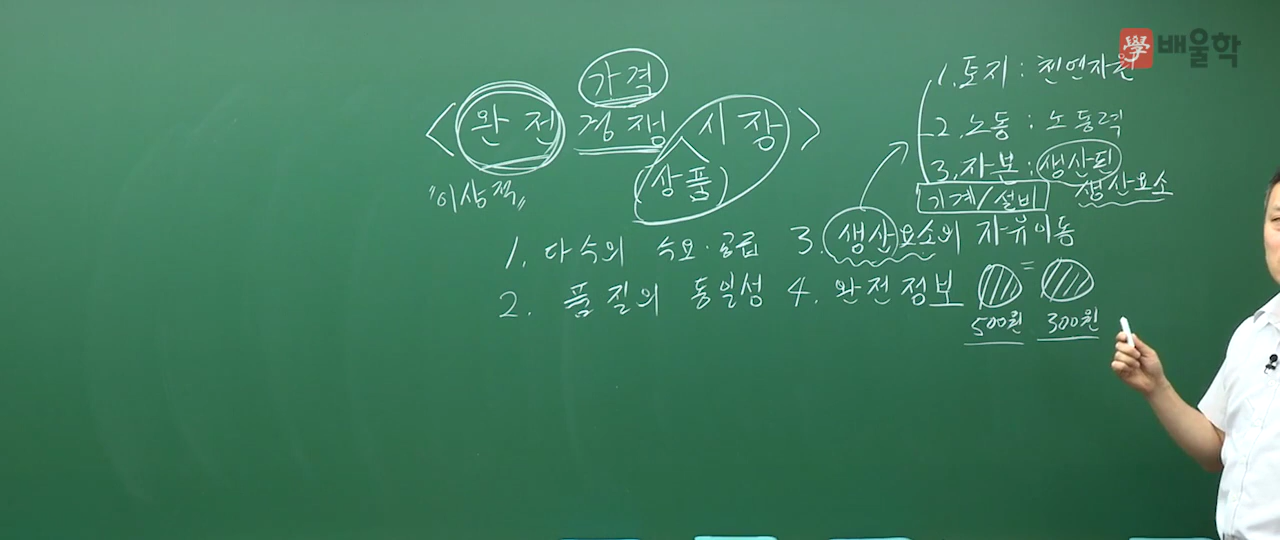 學 배울학
가격
<완전 경쟁 시장>
(상품)
"이상적"
1. 토지 : 천연자원
2. 노동 : 노동력
3. 자본 : 생산된
생산요소
기계/설비
1. 다수의 수요·공급
2. 품질의 동일성
3. 생산요소의 자유이동
4. 완전정보
=
500원 300원